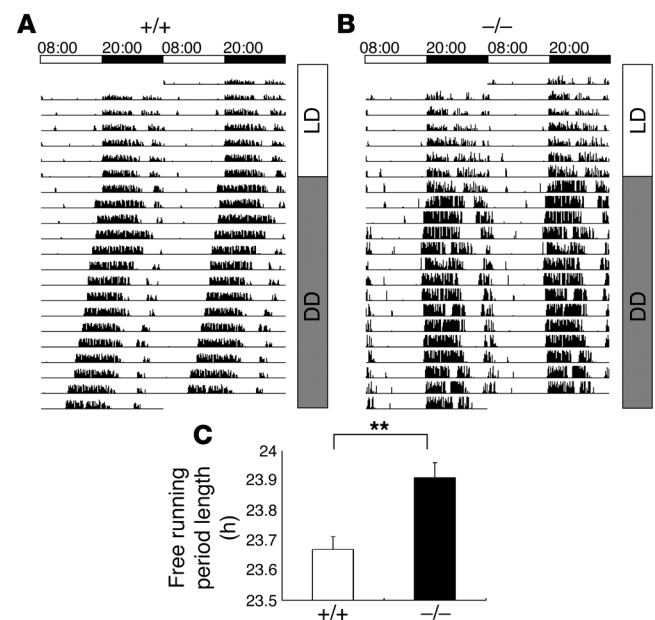 A
+/+
08:00 20:00 08:00 20:00
LD
DD
B
−/−
08:00 20:00 08:00 20:00
LD
DD
C
**
Free running
period length
(h)
24
23.9
23.8
23.7
23.6
23.5
+/+
−/−